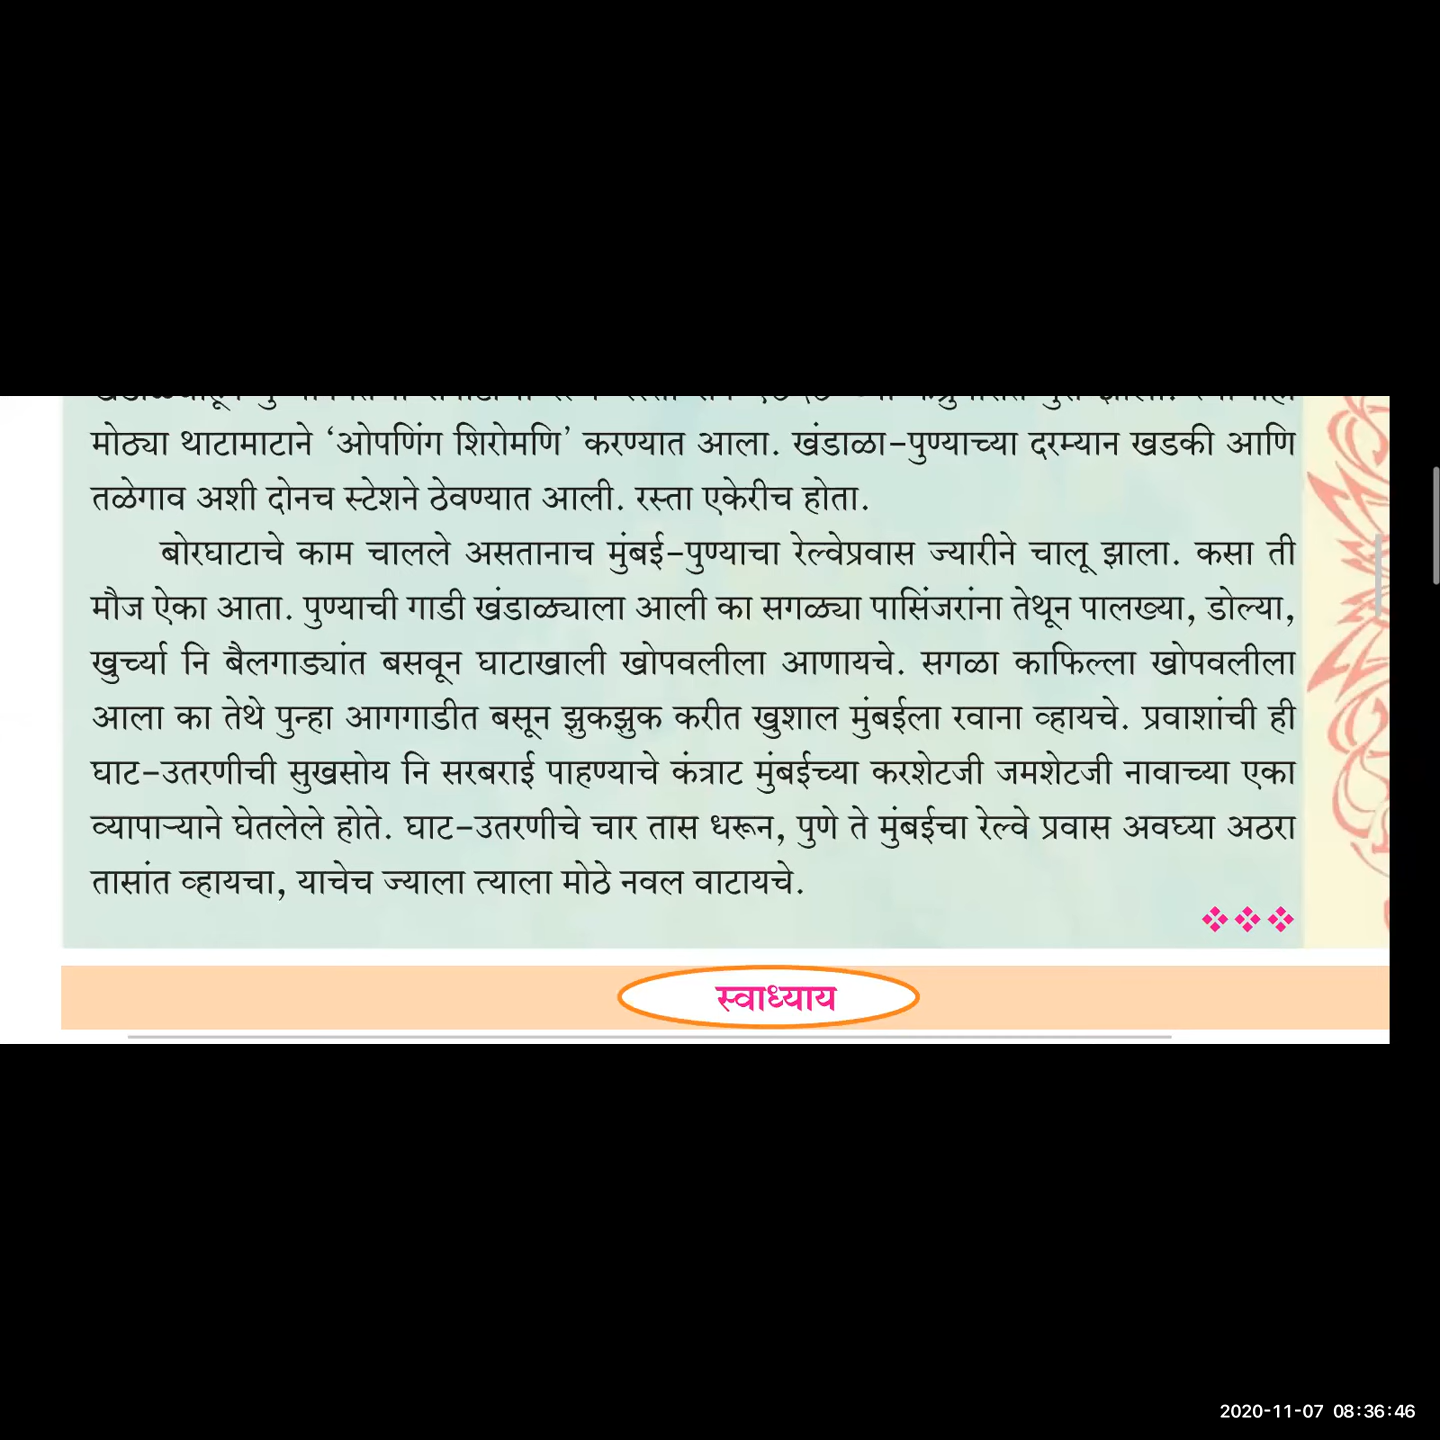 मोठ्या थाटामाटाने ‘ओपणिंग शिरोमणि’ करण्यात आला. खंडाळा-पुण्याच्या दरम्यान खडकी आणि
तळेगाव अशी दोनच स्टेशने ठेवण्यात आली. रस्ता एकेरीच होता.
बोरघाटाचे काम चालले असतानाच मुंबई-पुण्याचा रेल्वेप्रवास ज्यारीने चालू झाला. कसा ती
मौज ऐका आता. पुण्याची गाडी खंडाळ्याला आली का सगळ्या पासिंजरांना तेथून पालख्या, डोल्या,
खुर्च्या नि बैलगाड्यांत बसवून घाटाखाली खोपवलीला आणायचे. सगळा काफिल्ला खोपवलीला
आला का तेथे पुन्हा आगगाडीत बसून झुकझुक करीत खुशाल मुंबईला रवाना व्हायचे. प्रवाशांची ही
घाट-उतरणीची सुखसोय नि सरबराई पाहण्याचे कंत्राट मुंबईच्या करशेटजी जमशेटजी नावाच्या एका
व्यापाऱ्याने घेतलेले होते. घाट-उतरणीचे चार तास धरून, पुणे ते मुंबईचा रेल्वे प्रवास अवघ्या अठरा
तासांत व्हायचा, याचेच ज्याला त्याला मोठे नवल वाटायचे.
स्वाध्याय
2020-11-07 08:36:46